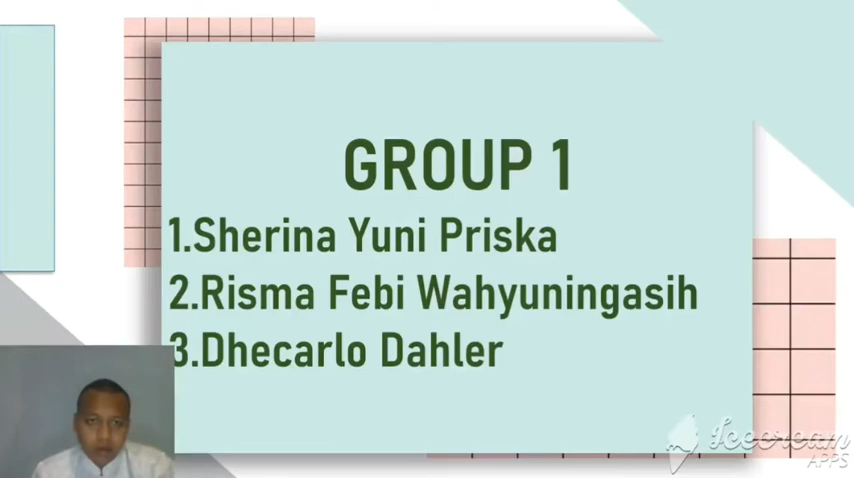 GROUP 1
1.Sherina Yuni Priska
2.Risma Febi Wahyuningasih
3.Dhecarlo Dahler
Icecream
APPS